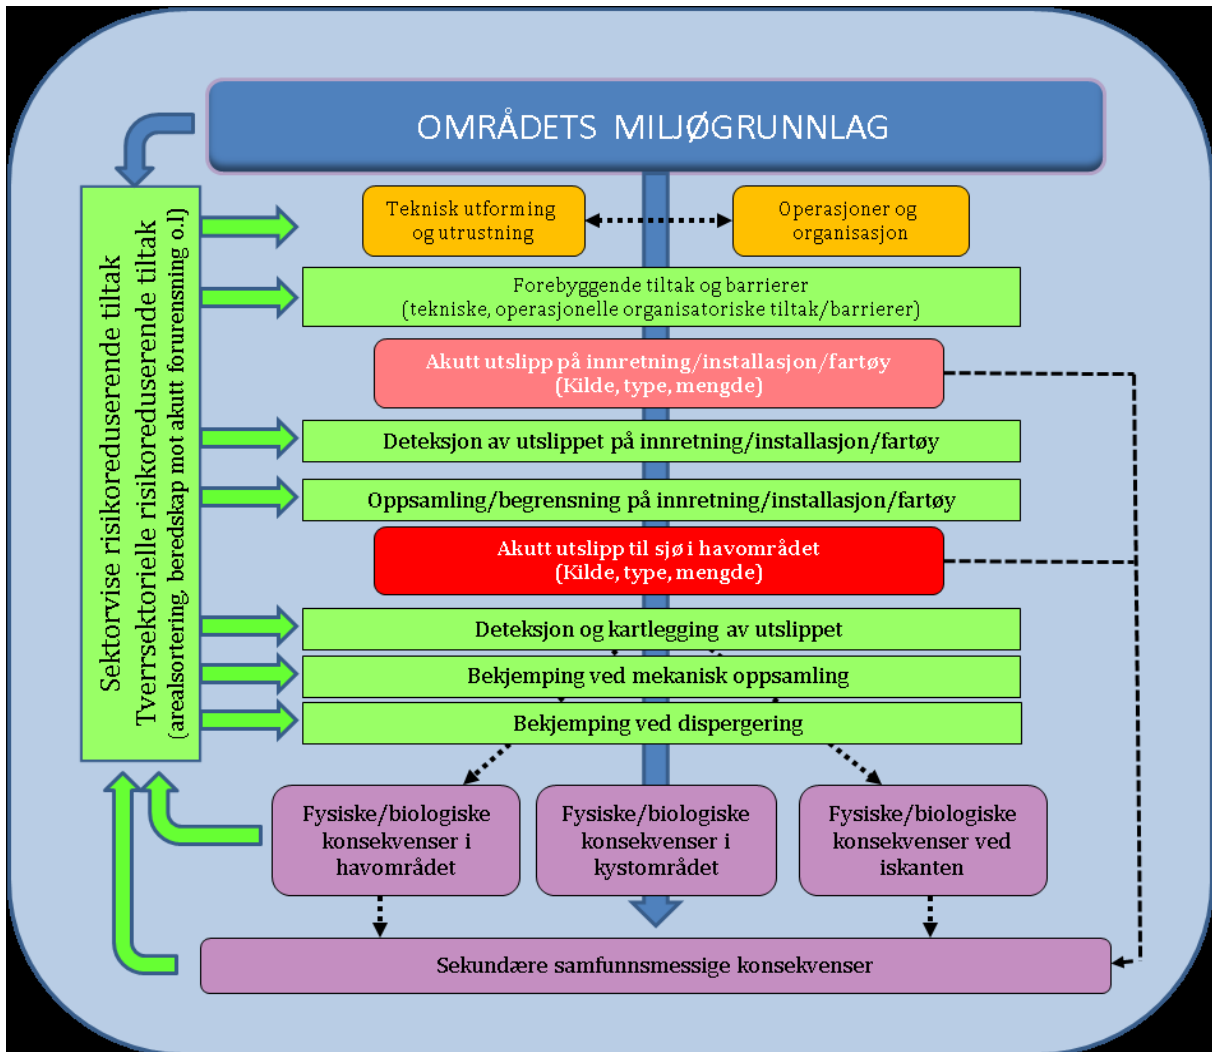 OMRÅDETS MILJØGRUNNLAG
Sektorvise risikoreduserende tiltak
Tverrsektorielle risikoreduserende tiltak
(arealsortering, beredskap mot akutt forurensning o.l)
Teknisk utforming
og utrustning
Operasjoner og
organisasjon
Forebyggende tiltak og barrierer
(tekniske, operasjonelle organisatoriske tiltak/barrierer)
Akutt utslipp på innretning/installasjon/fartøy
(Kilde, type, mengde)
Deteksjon av utslippet på innretning/installasjon/fartøy
Oppsamling/begrensning på innretning/installasjon/fartøy
Akutt utslipp til sjø i havområdet
(Kilde, type, mengde)
Deteksjon og kartlegging av utslippet
Bekjemping ved mekanisk oppsamling
Bekjemping ved dispergering
Fysiske/biologiske
konsekvenser i
havområdet
Fysiske/biologiske
konsekvenser i
kystområdet
Fysiske/biologiske
konsekvenser ved
iskanten
Sekundære samfunnsmessige konsekvenser